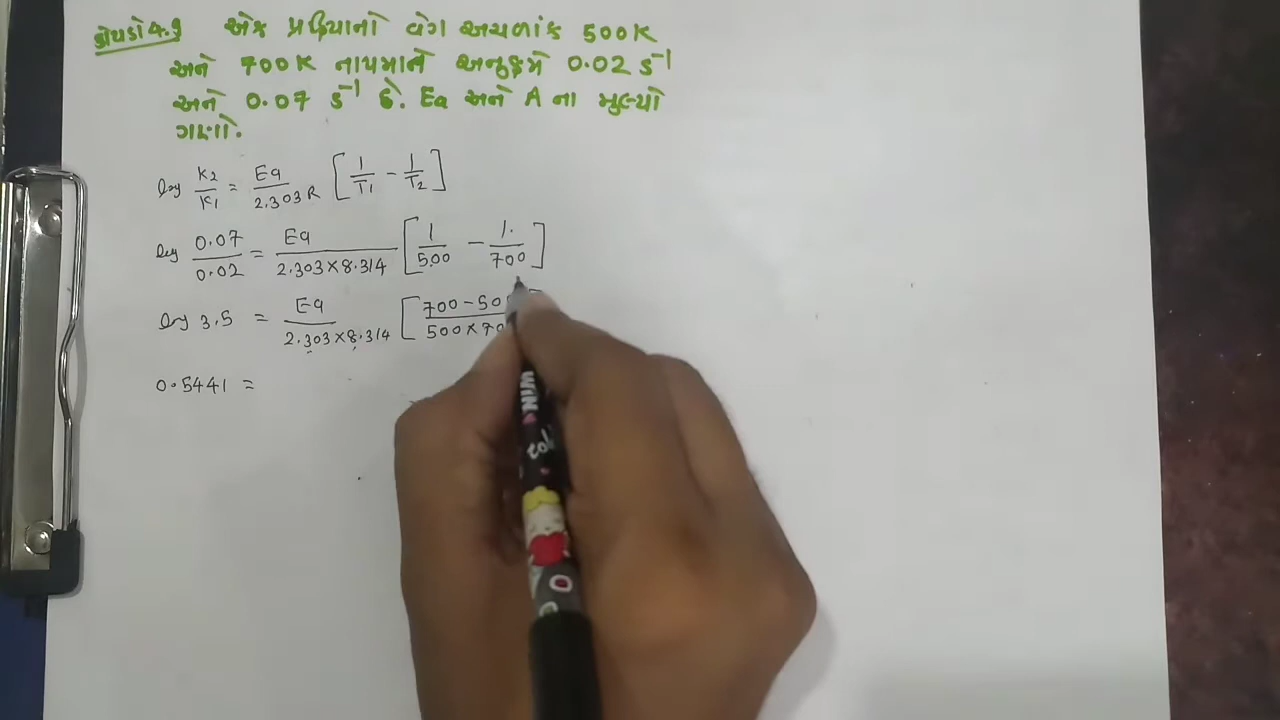 કોયડો 4.9 એક પ્રક્રિયાનો વેગ અચળાંક 500K
અને 700K તાપમાને અનુક્રમે 0.02 s⁻¹
અને 0.07 s⁻¹ છે. Ea અને A ના મુલ્યો
ગણો.
log K₂/K₁ = Ea/2.303R [1/T₁ - 1/T₂]
log 0.07/0.02 = Ea/2.303×8.314 [1/500 - 1/700]
log 3.5 = Ea/2.303×8.314 [700-50 / 500×70
0.5441 =
WIN